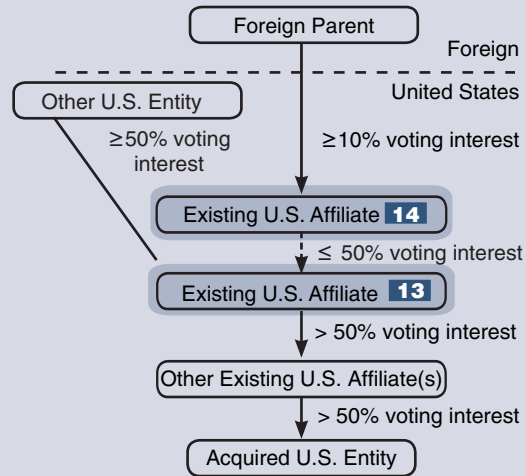 Foreign Parent
Foreign
United States
Other U.S. Entity
≥50% voting
interest
≥10% voting interest
Existing U.S. Affiliate 14
≤ 50% voting interest
Existing U.S. Affiliate 13
> 50% voting interest
Other Existing U.S. Affiliate(s)
> 50% voting interest
Acquired U.S. Entity